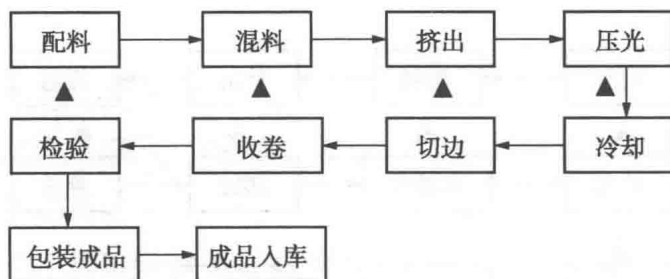 配料
混料
挤出
压光
检验
收卷
切边
冷却
包装成品
成品入库